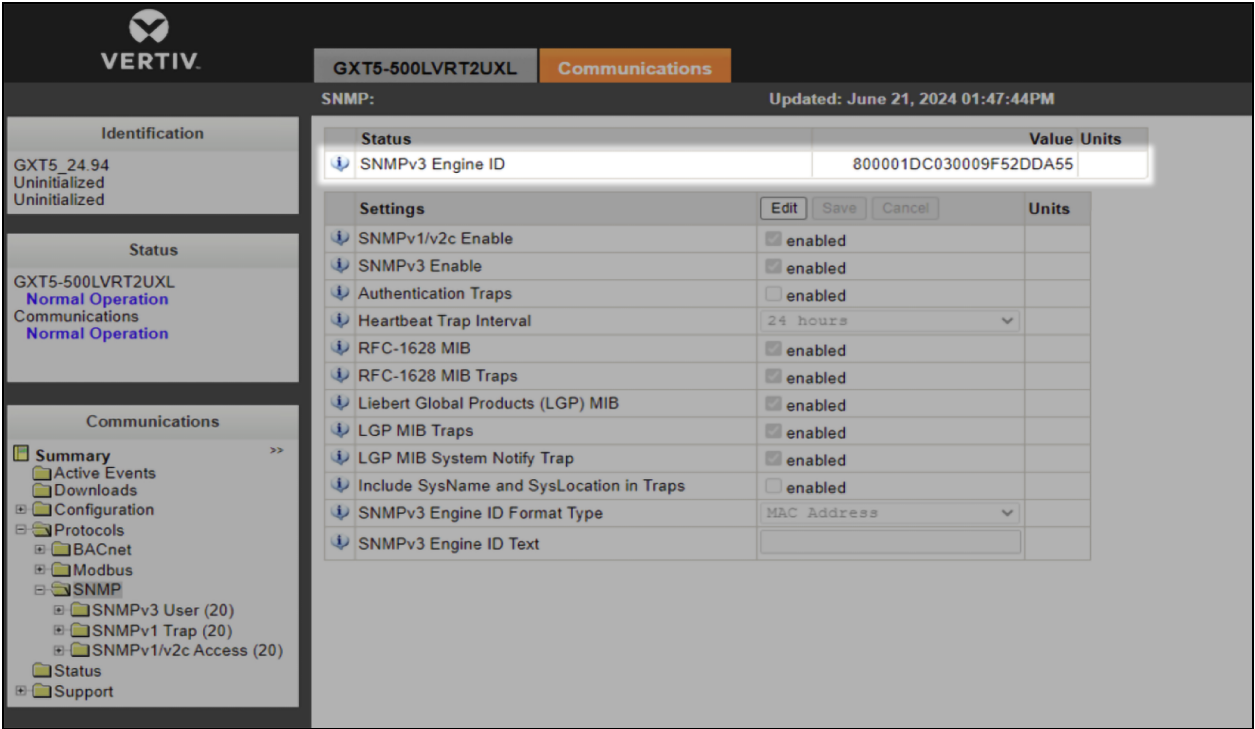 VERTIV.
GXT5-500LVRT2UXL Communications
SNMP: Updated: June 21, 2024 01:47:44PM
Identification
GXT5_24.94
Uninitialized
Uninitialized
Status
GXT5-500LVRT2UXL
Normal Operation
Communications
Normal Operation
Communications
Summary >>
Active Events
Downloads
Configuration
Protocols
BACnet
Modbus
SNMP
SNMPv3 User (20)
SNMPv1 Trap (20)
SNMPv1/v2c Access (20)
Status
Support
Status Value Units
SNMPv3 Engine ID 800001DC030009F52DDA55
Settings Edit Save Cancel Units
SNMPv1/v2c Enable enabled
SNMPv3 Enable enabled
Authentication Traps enabled
Heartbeat Trap Interval 24 hours
RFC-1628 MIB enabled
RFC-1628 MIB Traps enabled
Liebert Global Products (LGP) MIB enabled
LGP MIB Traps enabled
LGP MIB System Notify Trap enabled
Include SysName and SysLocation in Traps enabled
SNMPv3 Engine ID Format Type MAC Address
SNMPv3 Engine ID Text